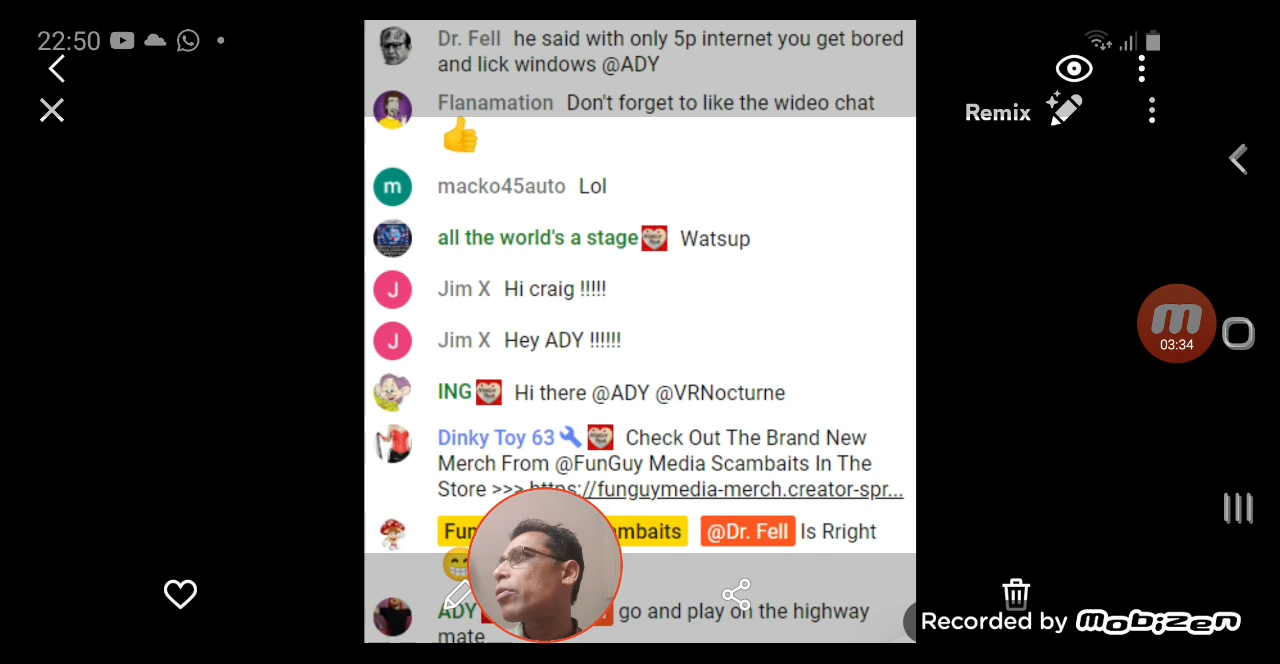 22:50
Dr. Fell he said with only 5p internet you get bored
and lick windows @ADY
Flanamation Don't forget to like the wideo chat
Remix
m macko45auto Lol
all the world's a stage Watsup
J Jim X Hi craig !!!!!
J Jim X Hey ADY !!!!!!
ING Hi there @ADY @VRNocturne
Dinky Toy 63 Check Out The Brand New
Merch From @FunGuy Media Scambaits In The
Store >>> https://funguymedia-merch.creator-spr...
@Dr. Fell Is Rright
ADY go and play on the highway
mate
03:34
Recorded by mobizen